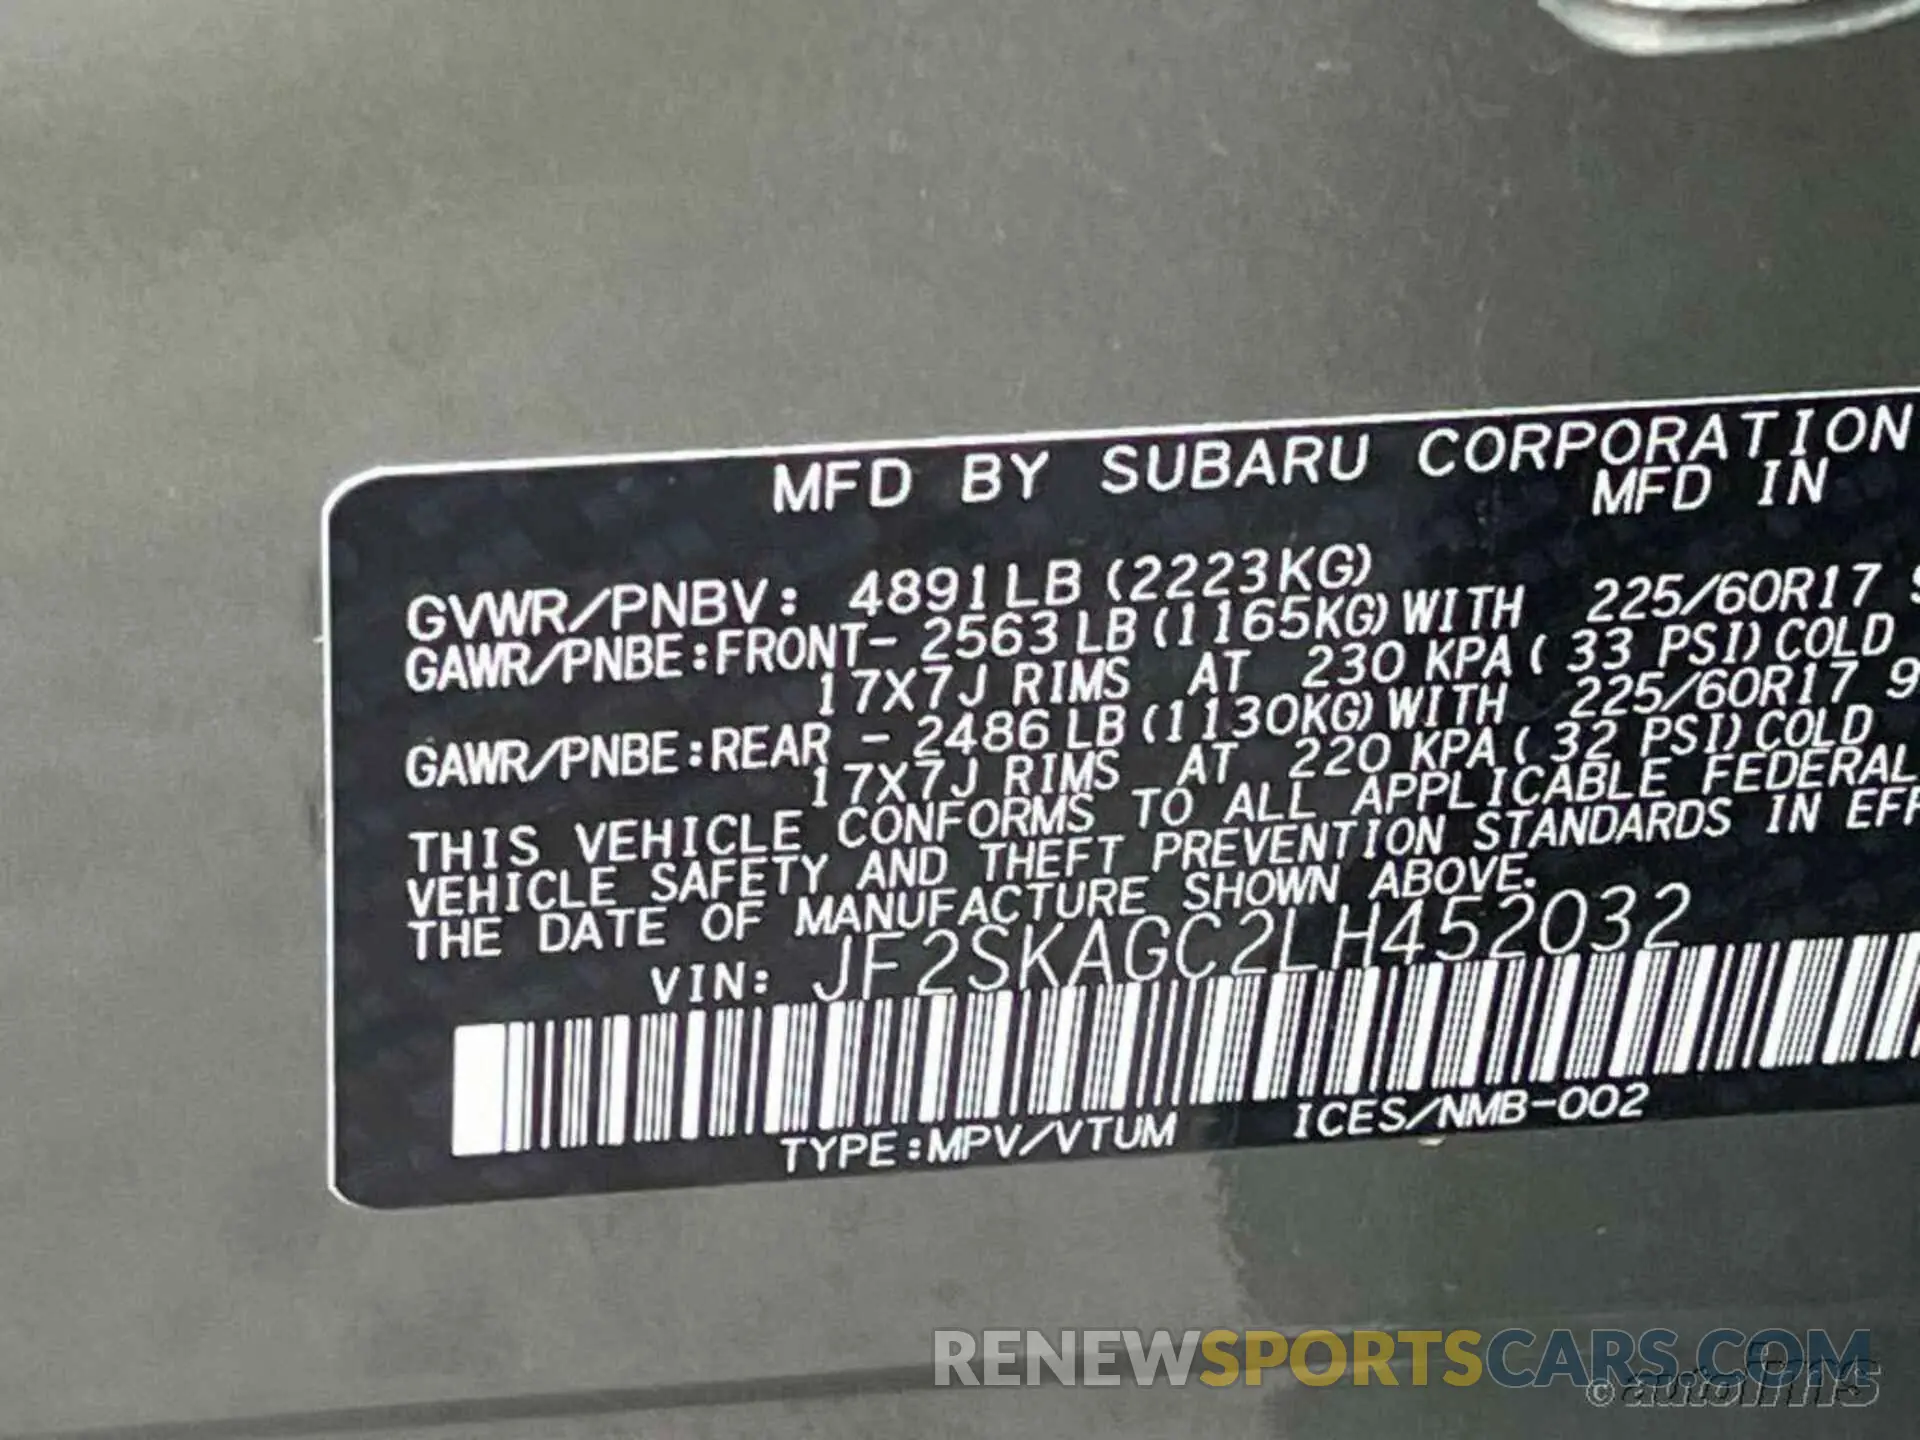 MFD BY SUBARU CORPORATION
MFD IN
GVWR/PNBV: 4891LB (2223KG)
GAWR/PNBE:FRONT- 2563 LB (1165KG) WITH 225/60R17
17X7J RIMS AT 230 KPA ( 33 PSI) COLD
GAWR/PNBE:REAR - 2486 LB (1130KG) WITH 225/60R17 9
17X7J RIMS AT 220 KPA ( 32 PSI) COLD
THIS VEHICLE CONFORMS TO ALL APPLICABLE FEDERAL
VEHICLE SAFETY AND THEFT PREVENTION STANDARDS IN EFF
THE DATE OF MANUFACTURE SHOWN ABOVE.
VIN: JF2SKAGC2LH452032
TYPE:MPV/VTUM ICES/NMB-002
RENEWSPORTSCARS.COM